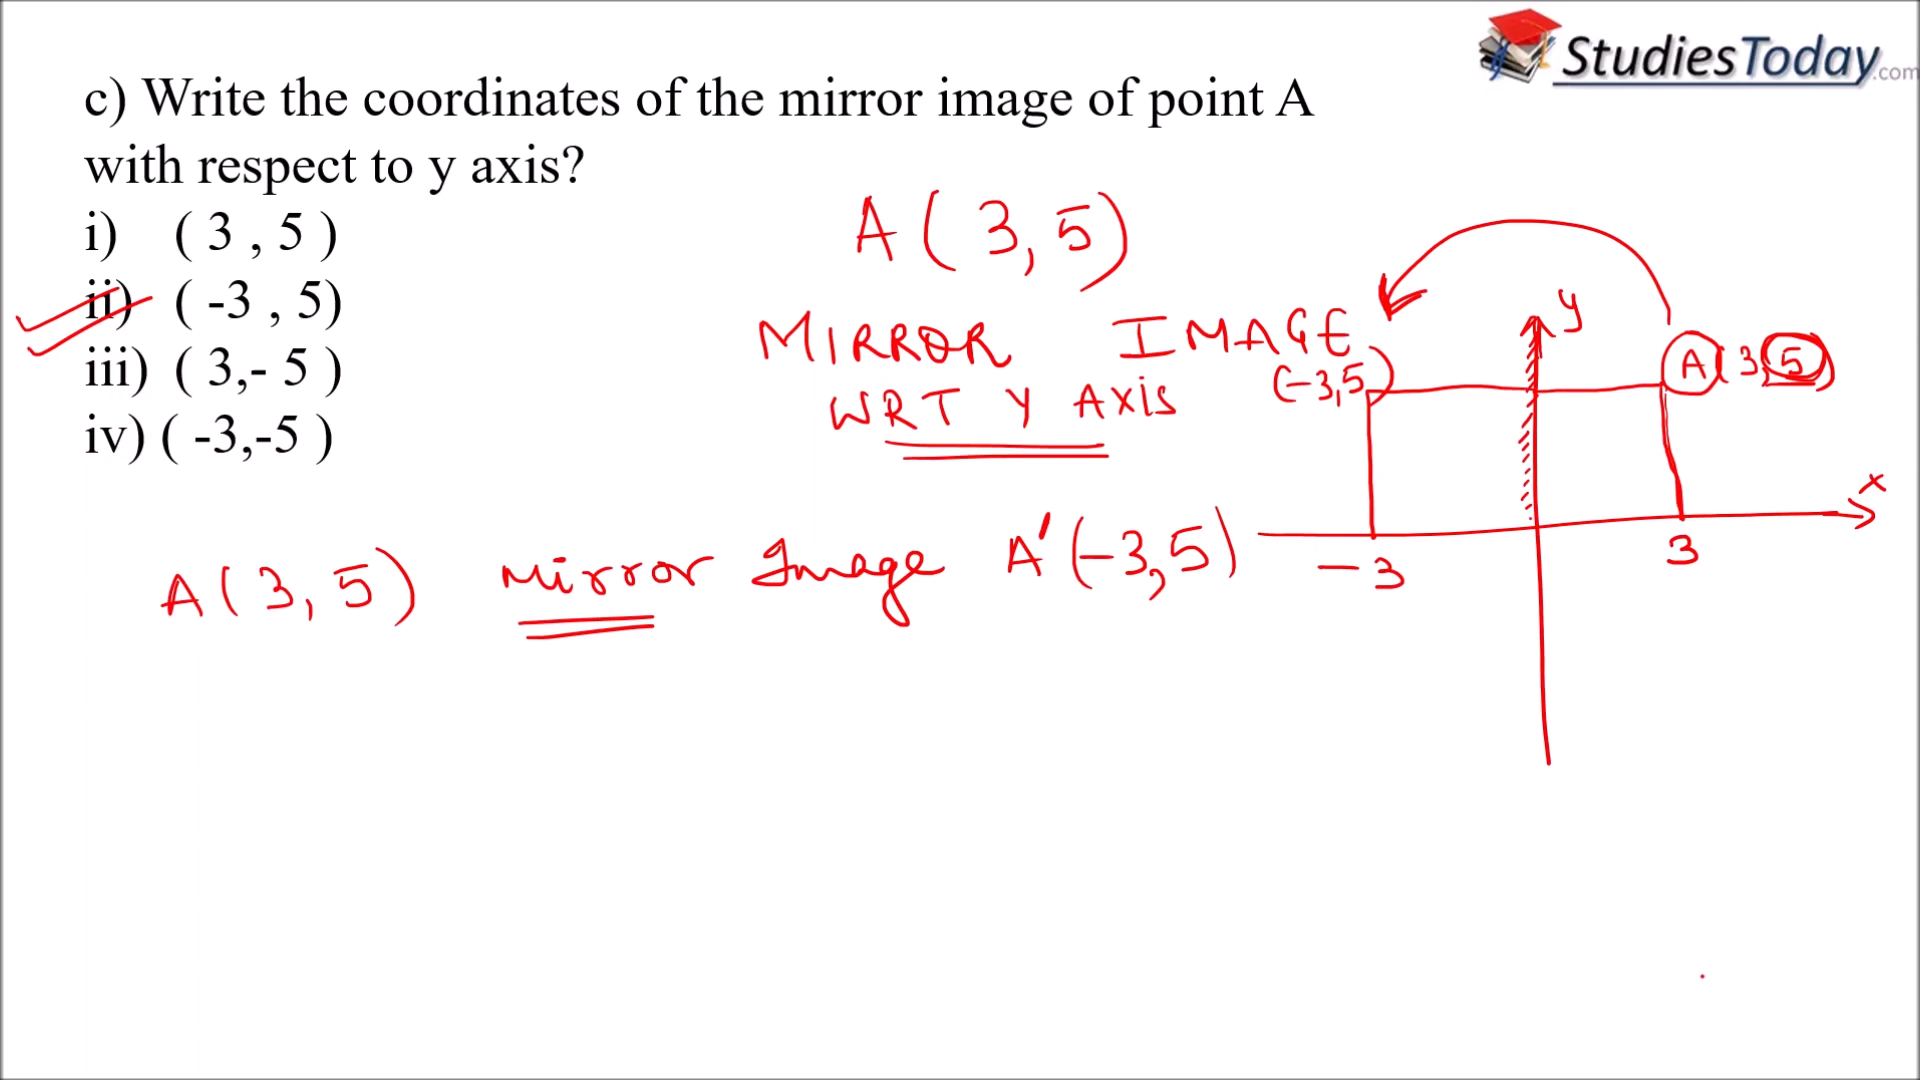 StudiesToday.com
c) Write the coordinates of the mirror image of point A
with respect to y axis?
i) ( 3 , 5 )
ii) ( -3 , 5)
iii) ( 3,- 5 )
iv) ( -3,-5 )
A ( 3, 5)
MIRROR IMAGE
WRT Y AXIS
y
A(3,5)
(-3,5)
x
-3
3
A(3, 5) Mirror Image A'(-3,5)